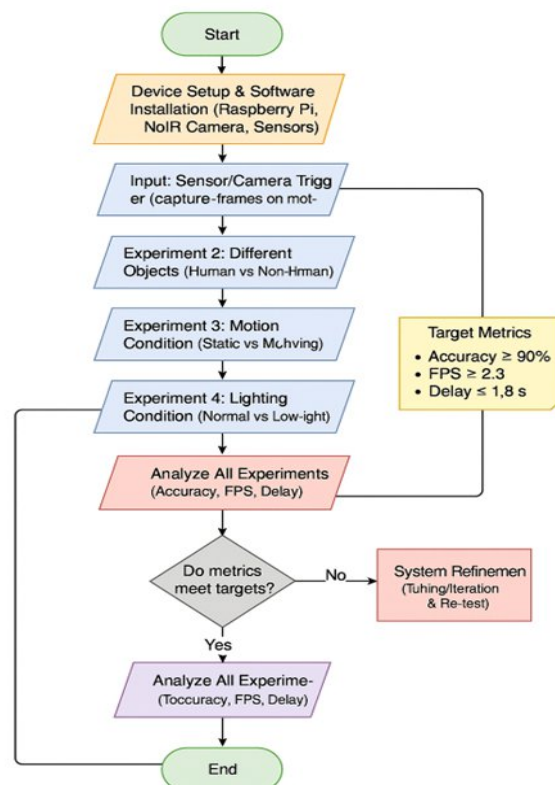 Start
Device Setup & Software
Installation (Raspberry Pi,
NoIR Camera, Sensors)
Input: Sensor/Camera Trigg
er (capture-frames on mot-
Experiment 2: Different
Objects (Human vs Non-Hrman)
Experiment 3: Motion
Condition (Static vs Mohving)
Experiment 4: Lighting
Condition (Normal vs Low-ight)
Target Metrics
• Accuracy ≥ 90%
• FPS ≥ 2.3
• Delay ≤ 1,8 s
Analyze All Experiments
(Accuracy, FPS, Delay)
Do metrics
meet targets?
No
System Refinemen
(Tuhing/Iteration
& Re-test)
Yes
Analyze All Experime-
(Toccuracy, FPS, Delay)
End